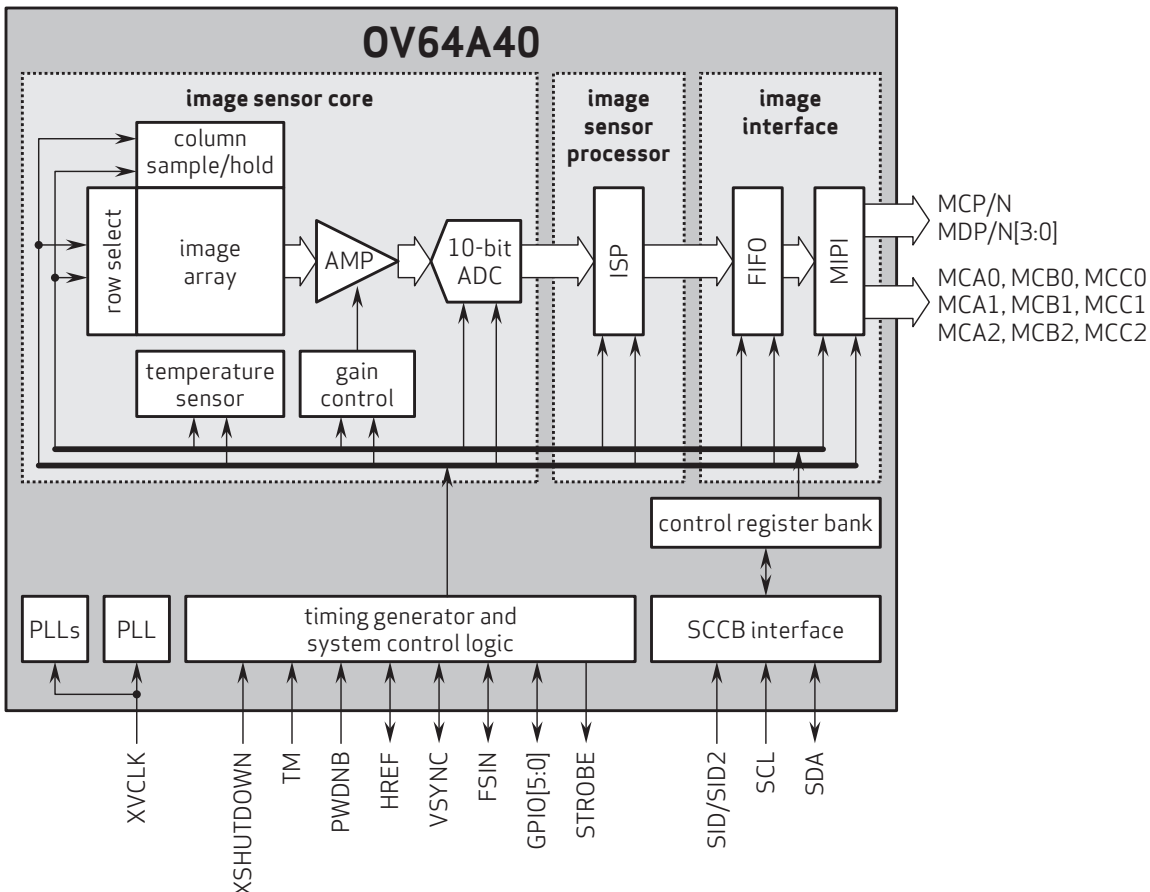 OV64A40
image sensor core
image
sensor
processor
image
interface
column
sample/hold
row select
image
array
AMP
10-bit
ADC
ISP
FIFO
MIPI
MCP/N
MDP/N[3:0]
MCA0, MCB0, MCC0
MCA1, MCB1, MCC1
MCA2, MCB2, MCC2
temperature
sensor
gain
control
control register bank
PLLs
PLL
timing generator and
system control logic
SCCB interface
XVCLK
XSHUTDOWN
TM
PWDNB
HREF
VSYNC
FSIN
GPIO[5:0]
STROBE
SID/SID2
SCL
SDA